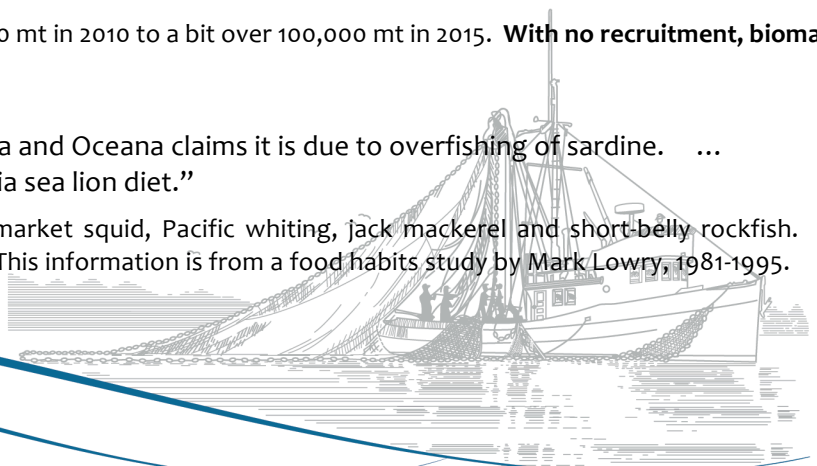 0 mt in 2010 to a bit over 100,000 mt in 2015. With no recruitment, bioma
a and Oceana claims it is due to overfishing of sardine. …
ia sea lion diet.”
market squid, Pacific whiting, jack mackerel and short-belly rockfish.
This information is from a food habits study by Mark Lowry, 1981-1995.